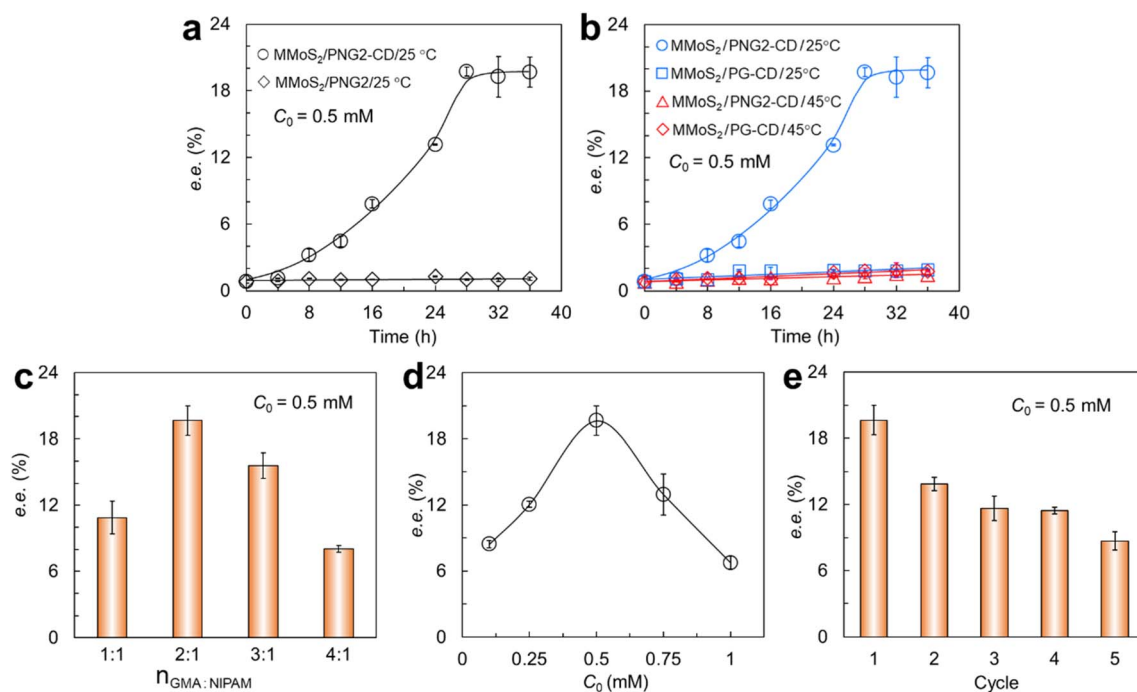 a
24
18
12
6
0
e.e. (%)
MMoS₂/PNG2-CD/25 °C
MMoS₂/PNG2/25 °C
C₀ = 0.5 mM
0 8 16 24 32 40
Time (h)
b
24
18
12
6
0
e.e. (%)
MMoS₂/PNG2-CD/25°C
MMoS₂/PG-CD/25°C
MMoS₂/PNG2-CD/45°C
MMoS₂/PG-CD/45°C
C₀ = 0.5 mM
0 8 16 24 32 40
Time (h)
c
24
18
12
6
0
e.e. (%)
C₀ = 0.5 mM
1:1 2:1 3:1 4:1
nGMA:NIPAM
d
24
18
12
6
0
e.e. (%)
0 0.25 0.5 0.75 1
C₀ (mM)
e
24
18
12
6
0
e.e. (%)
C₀ = 0.5 mM
1 2 3 4 5
Cycle